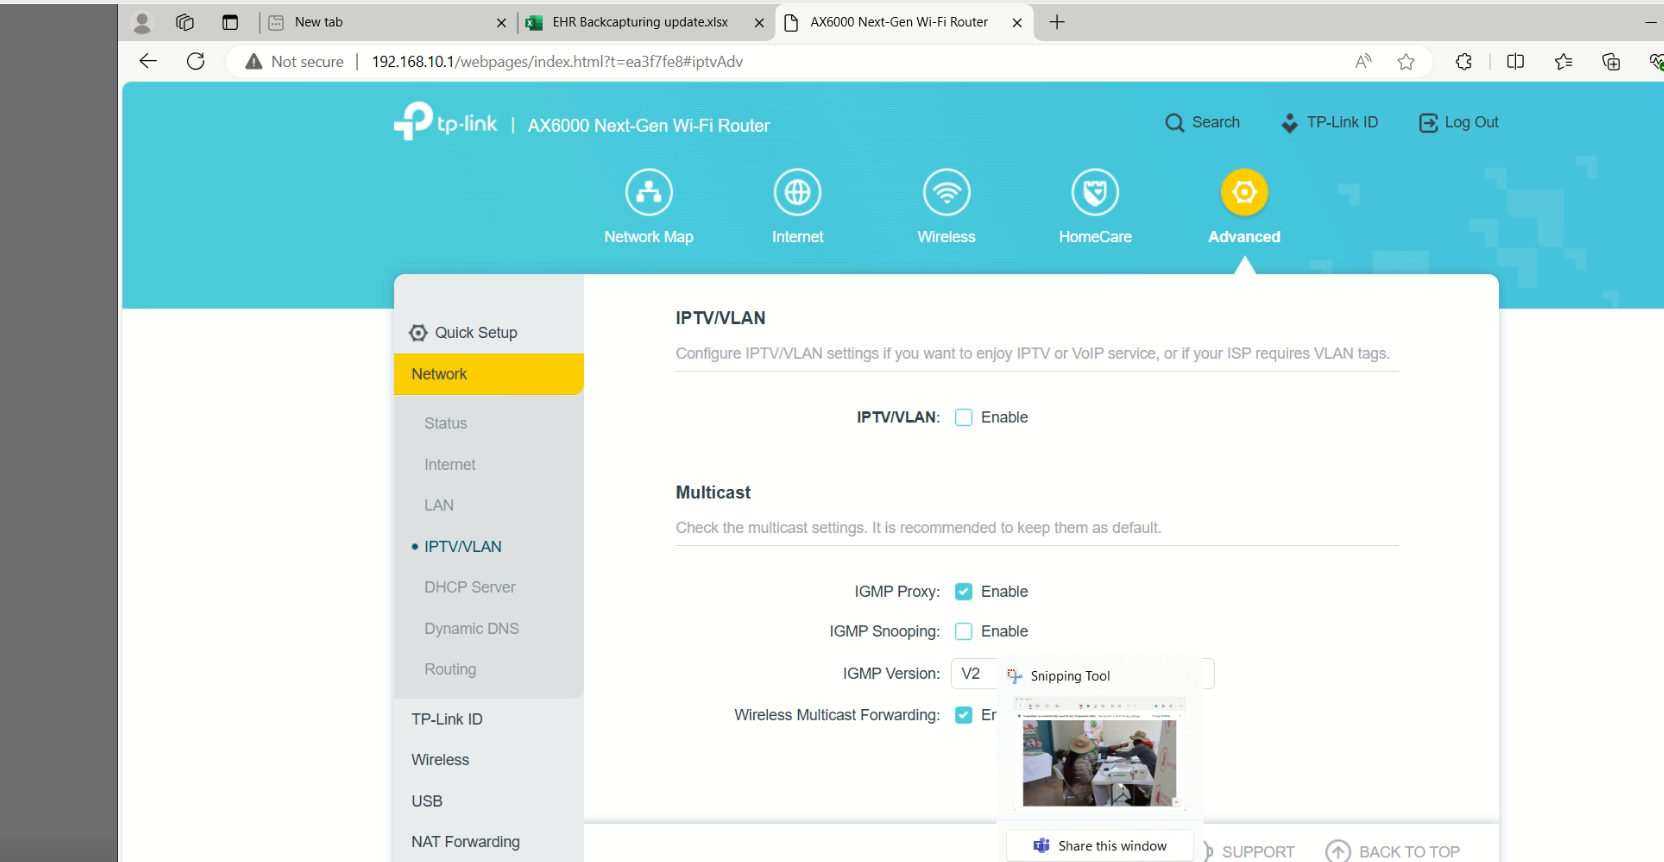 New tab
EHR Backcapturing update.xlsx
AX6000 Next-Gen Wi-Fi Router
Not secure
192.168.10.1/webpages/index.html?t=ea3f7fe8#iptvAdv
tp-link | AX6000 Next-Gen Wi-Fi Router
Search
TP-Link ID
Log Out
Network Map
Internet
Wireless
HomeCare
Advanced
Quick Setup
Network
Status
Internet
LAN
IPTV/VLAN
DHCP Server
Dynamic DNS
Routing
TP-Link ID
Wireless
USB
NAT Forwarding
IPTV/VLAN
Configure IPTV/VLAN settings if you want to enjoy IPTV or VoIP service, or if your ISP requires VLAN tags.
IPTV/VLAN: Enable
Multicast
Check the multicast settings. It is recommended to keep them as default.
IGMP Proxy: Enable
IGMP Snooping: Enable
IGMP Version: V2
Wireless Multicast Forwarding: Er
Snipping Tool
Share this window
SUPPORT
BACK TO TOP